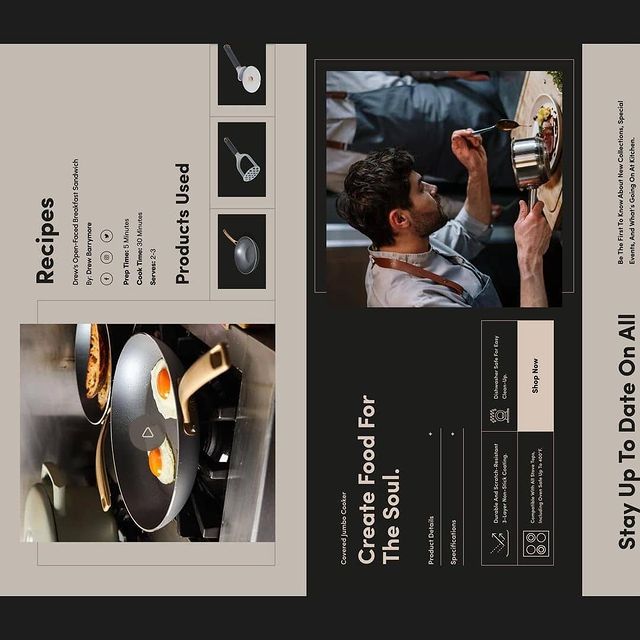 Recipes
Drew's Open-Faced Breakfast Sandwich
By: Drew Barrymore
Prep Time: 5 Minutes
Cook Time: 30 Minutes
Serves: 2-3
Products Used
Covered Jumbo Cooker
Create Food For
The Soul.
Product Details +
Specifications +
Durable And Scratch-Resistant
3-Layer Non-Stick Coating.
Dishwasher Safe For Easy
Clean-Up.
Compatible With All Stove Tops,
Including Oven Safe Up To 450°F.
Shop Now
Be The First To Know About New Collections, Special
Events, And What's Going On At Kitchen.
Stay Up To Date On All